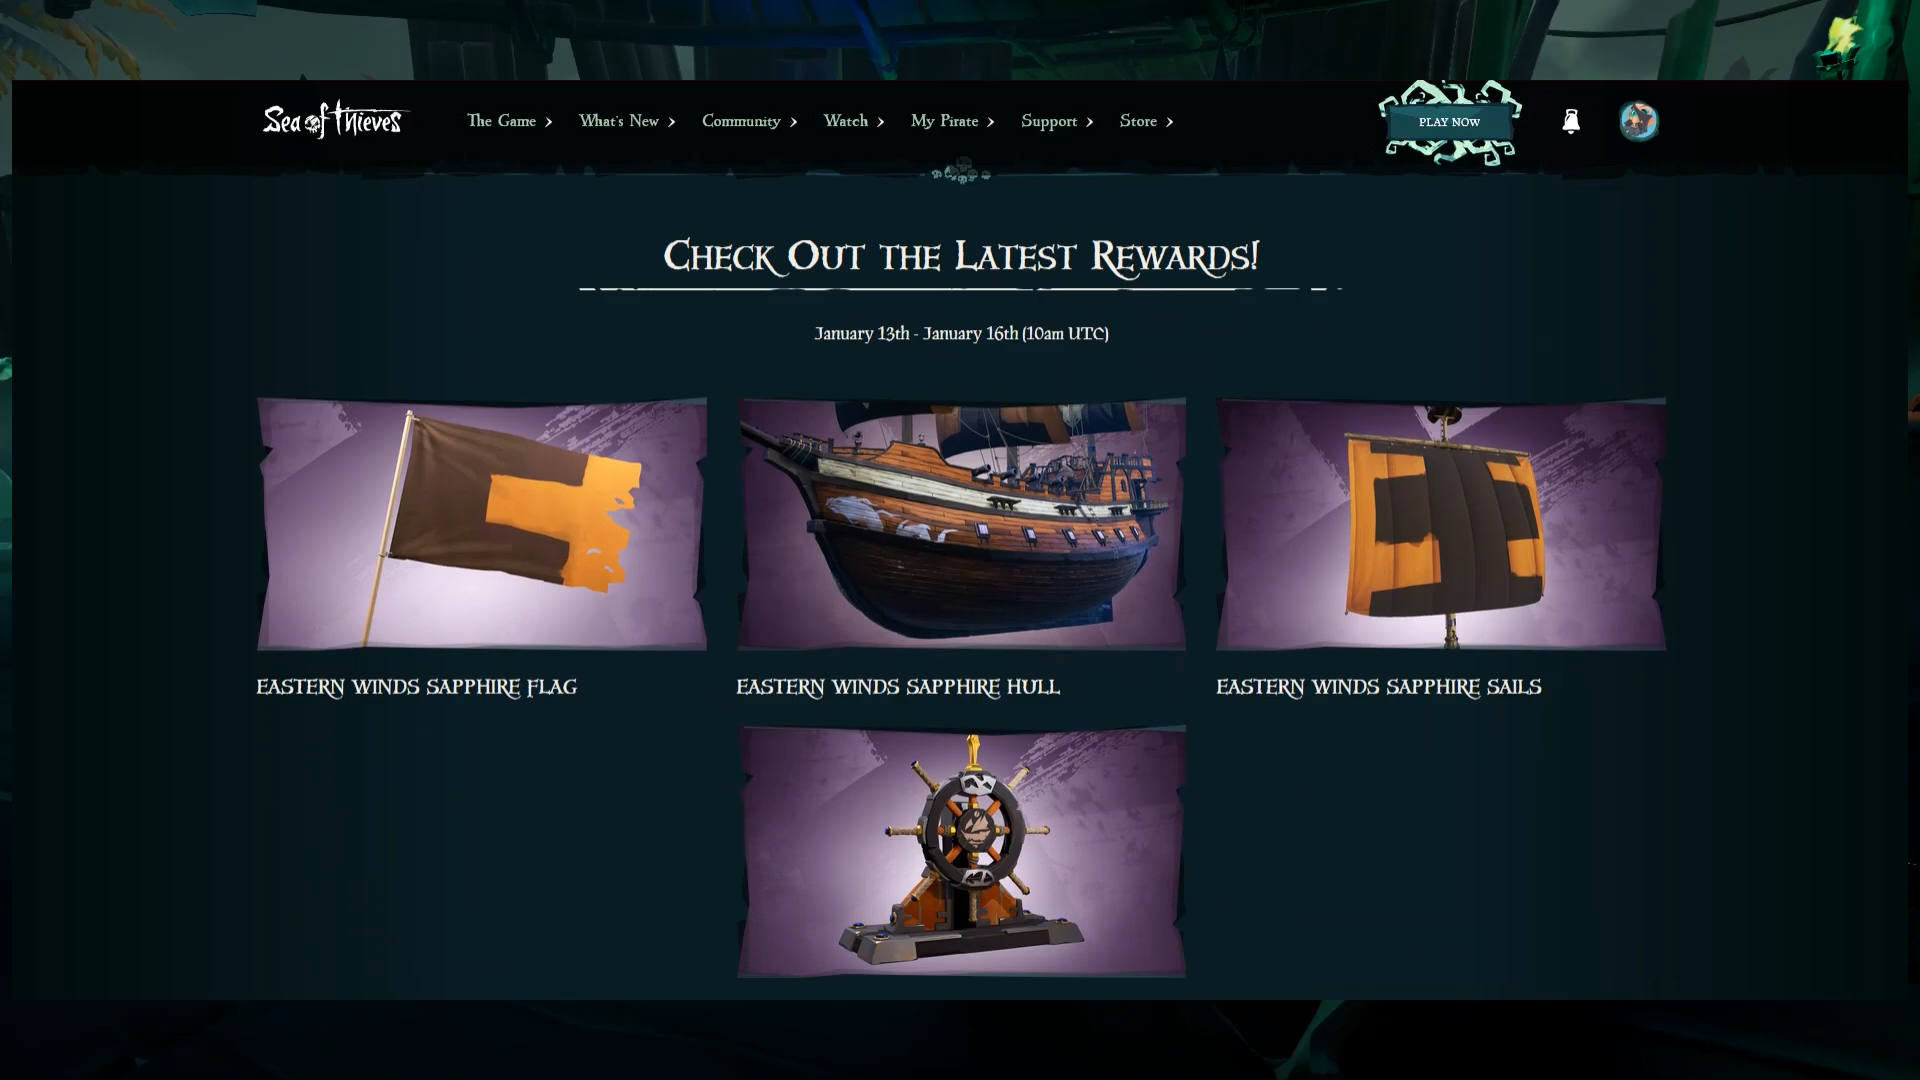 Sea of Thieves
The Game
What's New
Community
Watch
My Pirate
Support
Store
PLAY NOW
Check Out the Latest Rewards!
January 13th - January 16th (10am UTC)
EASTERN WINDS SAPPHIRE FLAG
EASTERN WINDS SAPPHIRE HULL
EASTERN WINDS SAPPHIRE SAILS